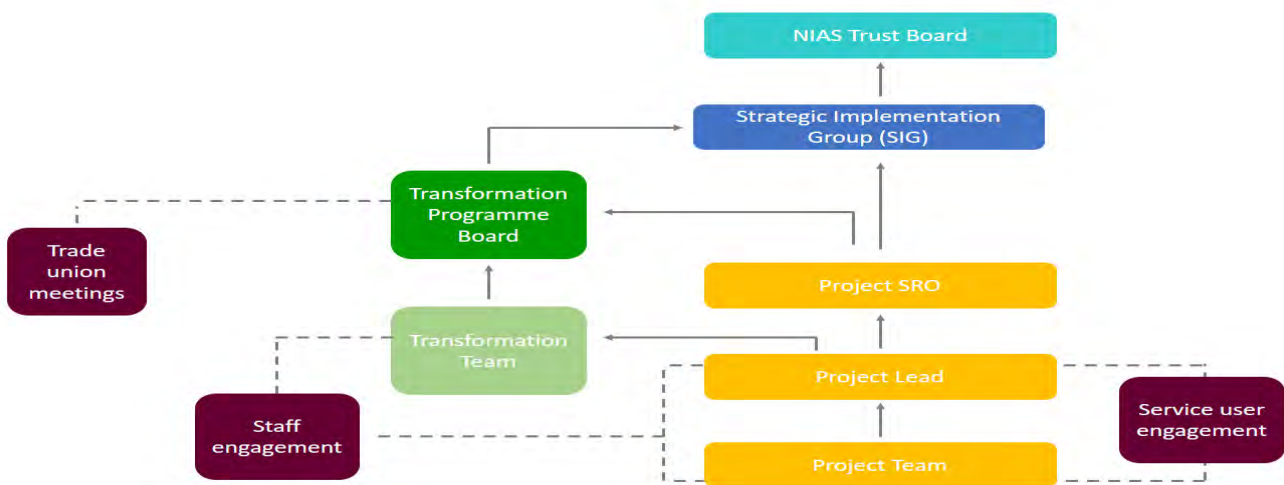 NIAS Trust Board
Strategic Implementation
Group (SIG)
Transformation
Programme
Board
Trade
union
meetings
Project SRO
Transformation
Team
Project Lead
Staff
engagement
Service user
engagement
Project Team